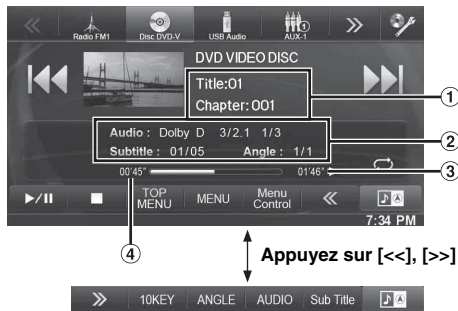 Radio FM1 Disc DVD-V USB Audio AUX-1
DVD VIDEO DISC
Title:01
Chapter:001
1
Audio : Dolby D 3/2.1 1/3
Subtitle : 01/05 Angle : 1/1
2
00'45" 01'46"
3
TOP MENU MENU Menu Control
7:34 PM
4
Appuyez sur [<<], [>>]
10KEY ANGLE AUDIO Sub Title